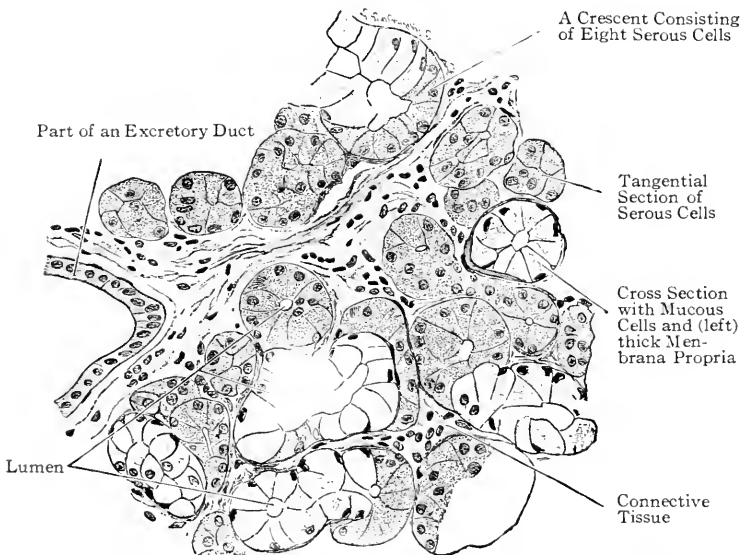 A Crescent Consisting
of Eight Serous Cells
Part of an Excretory Duct
Tangential
Section of
Serous Cells
Cross Section
with Mucous
Cells and (left)
thick Mem-
brana Propria
Lumen
Connective
Tissue